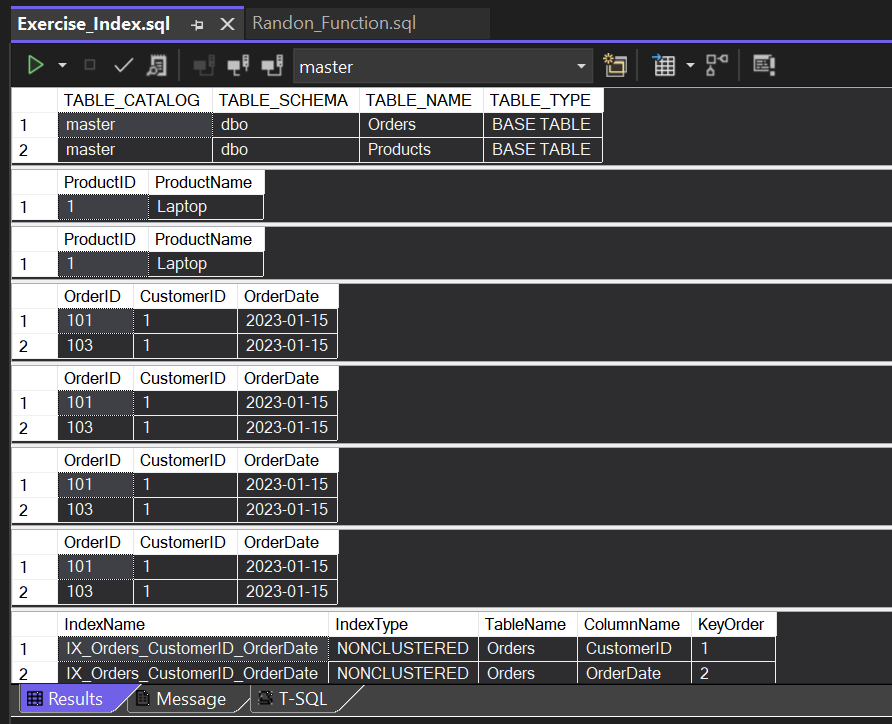 Exercise_Index.sql Randon_Function.sql
master
TABLE_CATALOG TABLE_SCHEMA TABLE_NAME TABLE_TYPE
1 master dbo Orders BASE TABLE
2 master dbo Products BASE TABLE
ProductID ProductName
1 1 Laptop
ProductID ProductName
1 1 Laptop
OrderID CustomerID OrderDate
1 101 1 2023-01-15
2 103 1 2023-01-15
OrderID CustomerID OrderDate
1 101 1 2023-01-15
2 103 1 2023-01-15
OrderID CustomerID OrderDate
1 101 1 2023-01-15
2 103 1 2023-01-15
OrderID CustomerID OrderDate
1 101 1 2023-01-15
2 103 1 2023-01-15
IndexName IndexType TableName ColumnName KeyOrder
1 IX_Orders_CustomerID_OrderDate NONCLUSTERED Orders CustomerID 1
2 IX_Orders_CustomerID_OrderDate NONCLUSTERED Orders OrderDate 2
Results Message T-SQL